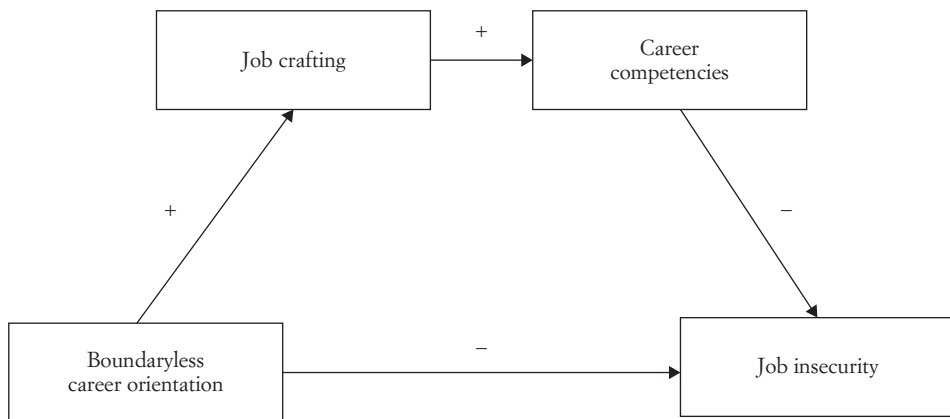 Job crafting
+
Career
competencies
+
−
Boundaryless
career orientation
−
Job insecurity